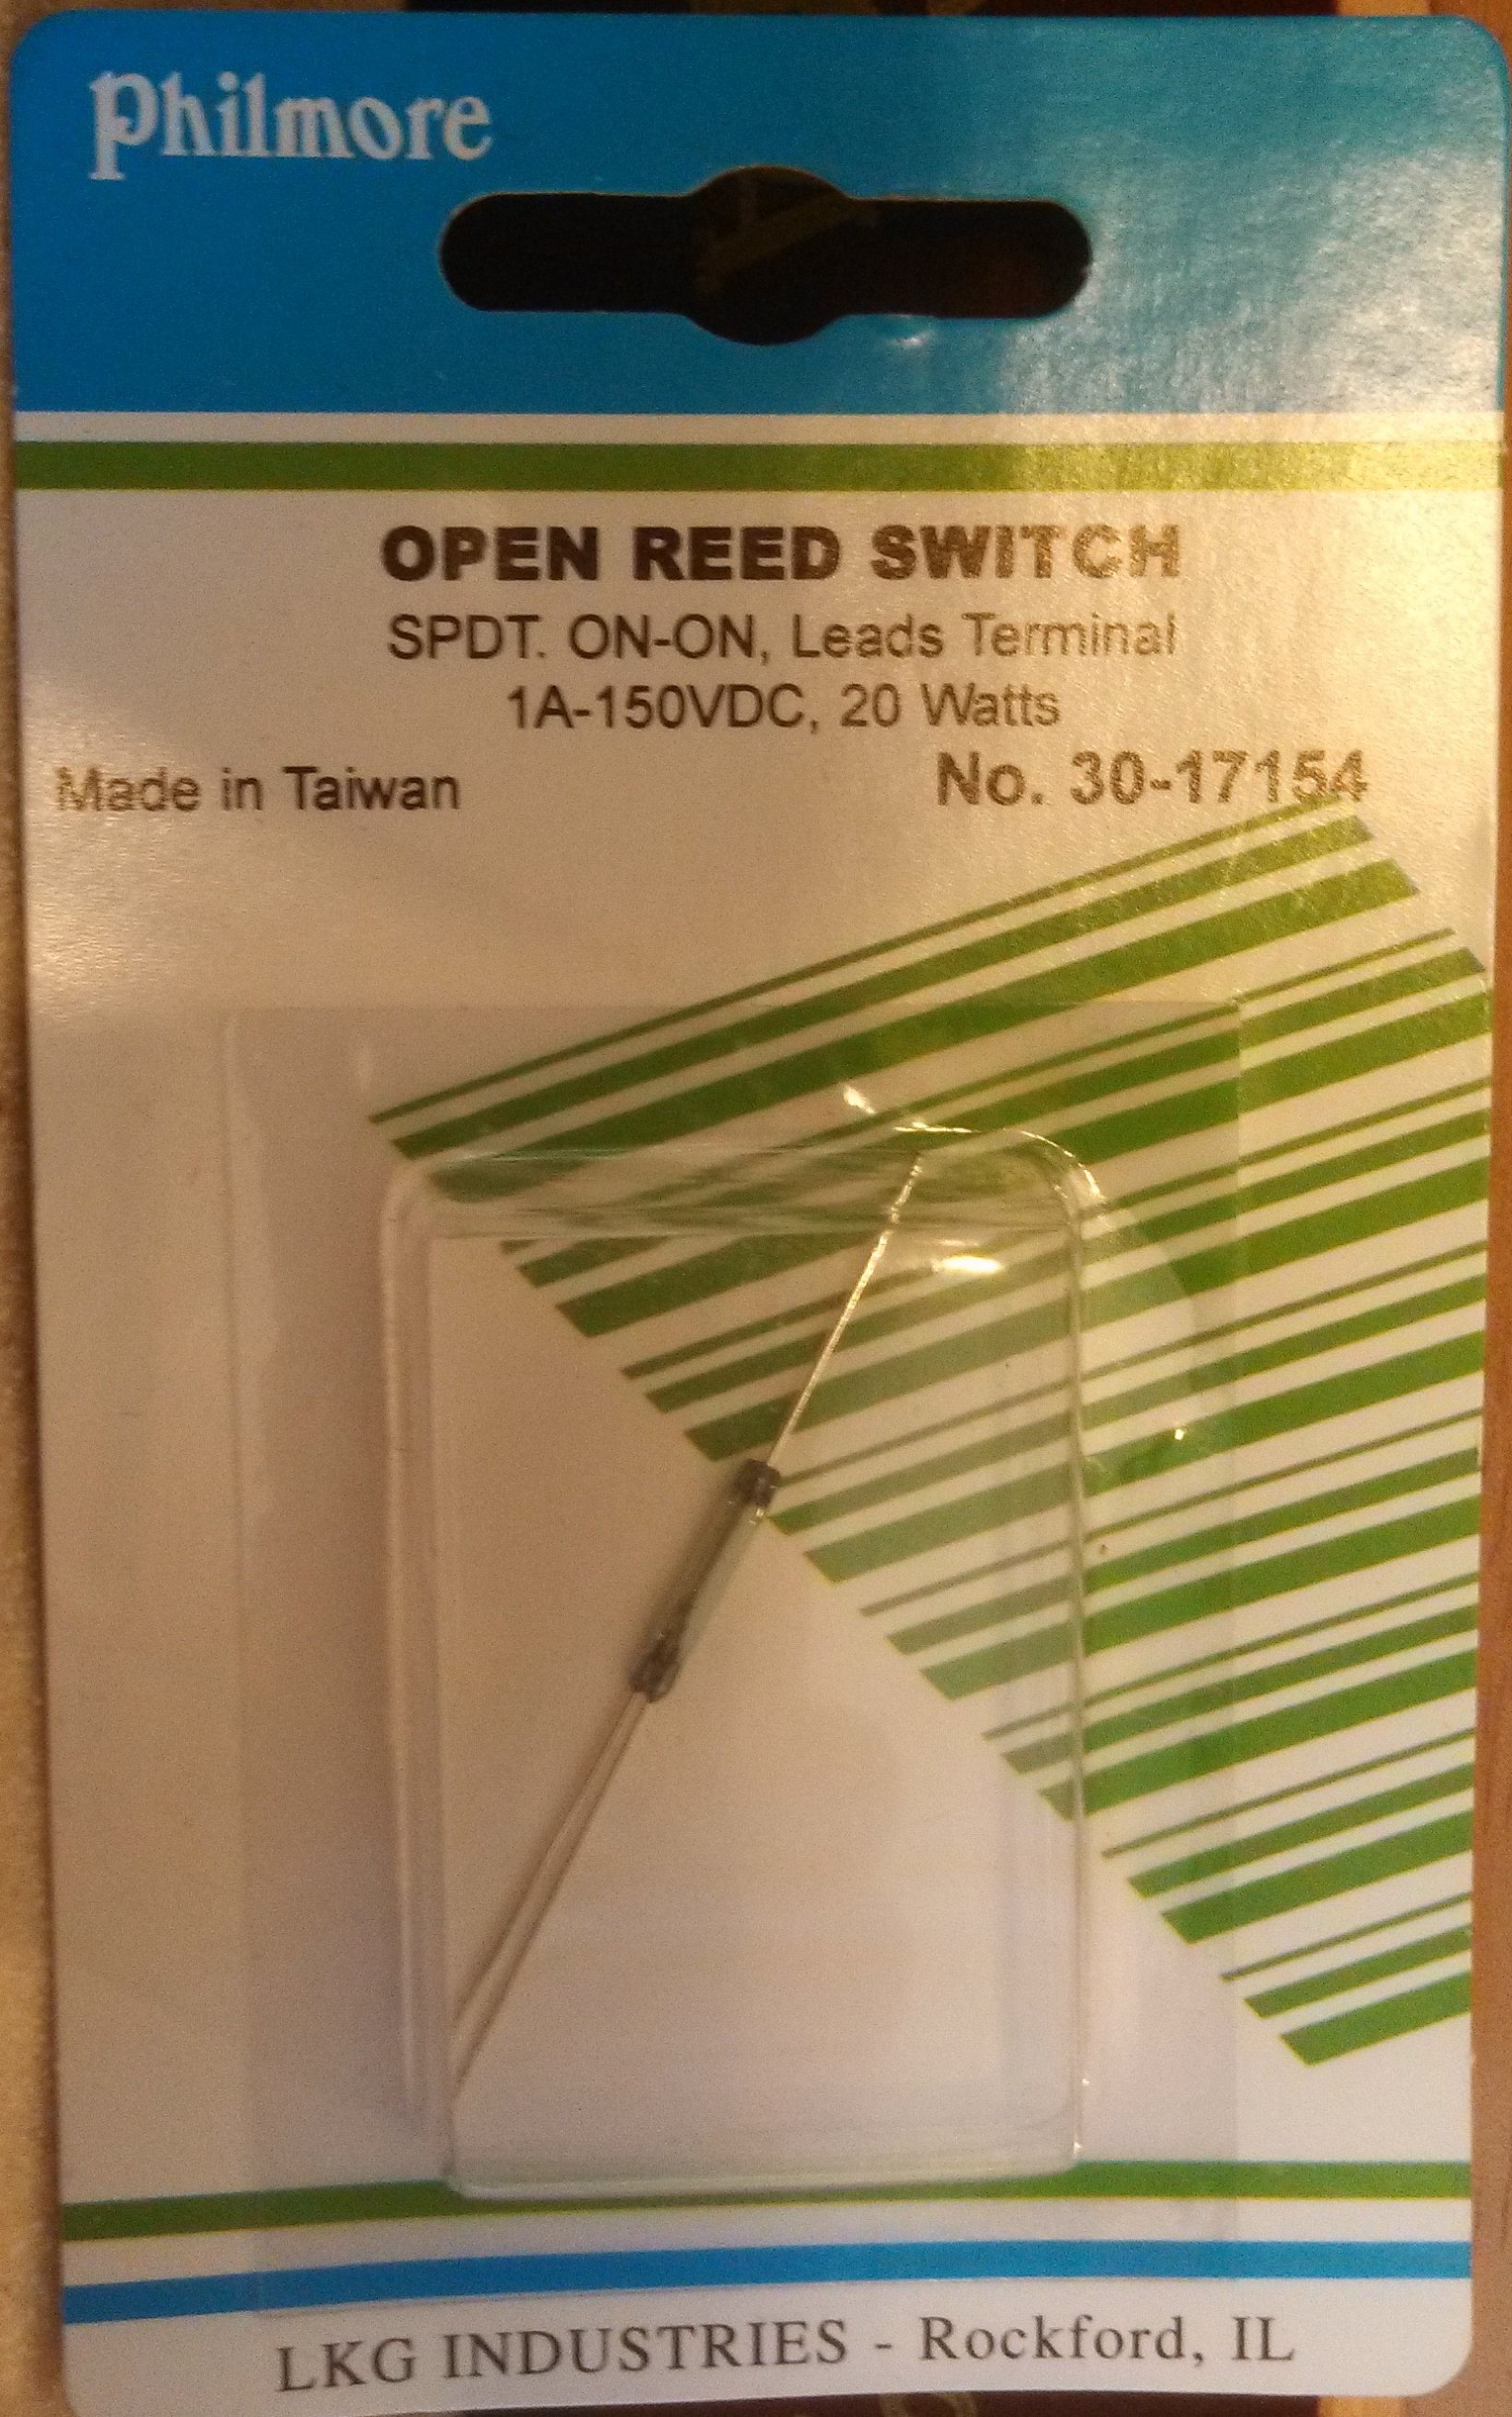 Philmore
OPEN REED SWITCH
SPDT. ON-ON, Leads Terminal
1A-150VDC, 20 Watts
Made in Taiwan No. 30-17154
LKG INDUSTRIES - Rockford, IL